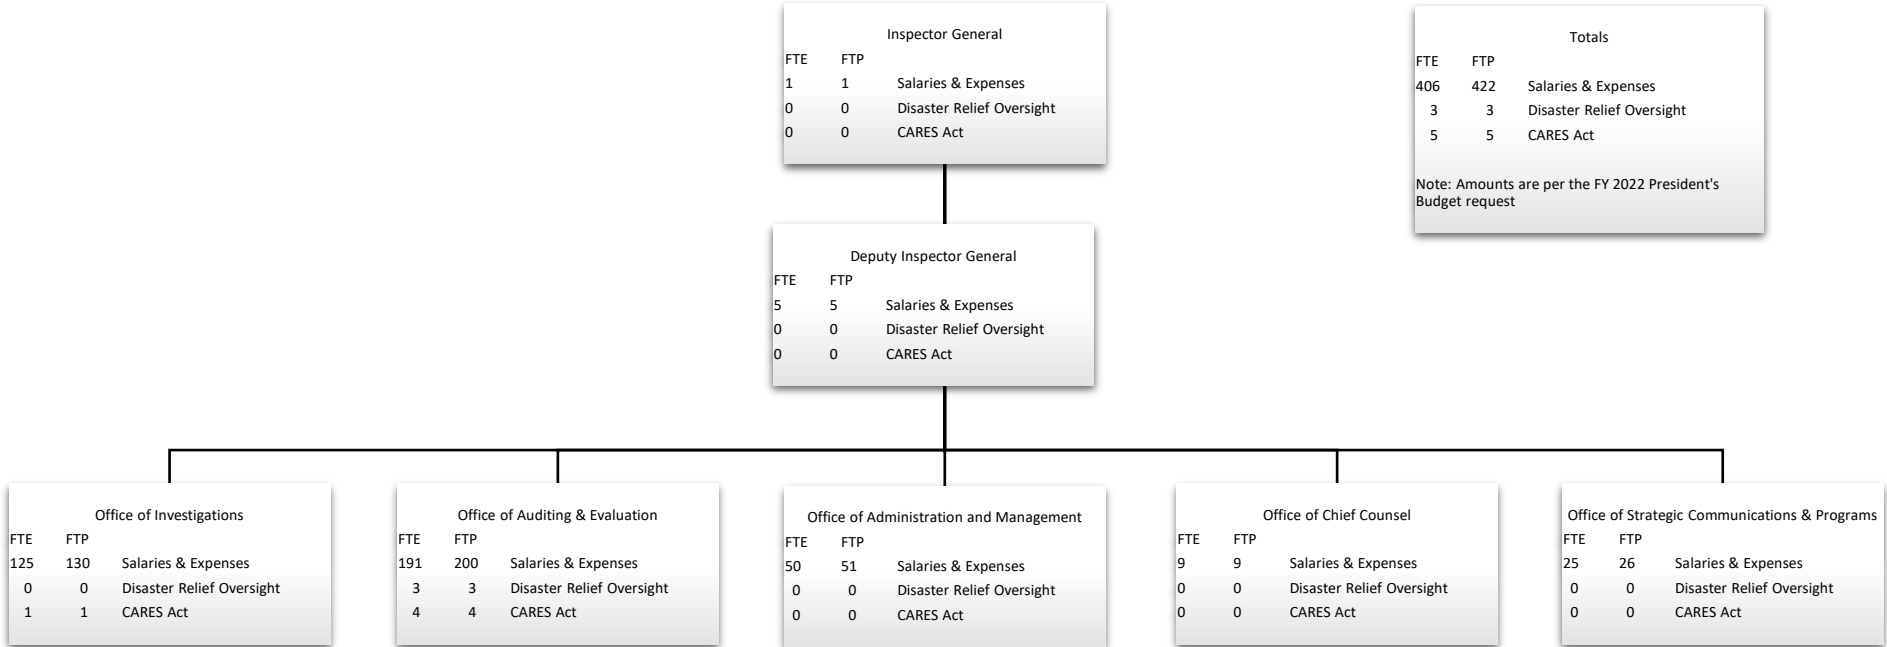 Inspector General
FTE FTP
1 1 Salaries & Expenses
0 0 Disaster Relief Oversight
0 0 CARES Act
Totals
FTE FTP
406 422 Salaries & Expenses
3 3 Disaster Relief Oversight
5 5 CARES Act
Note: Amounts are per the FY 2022 President's
Budget request
Deputy Inspector General
FTE FTP
5 5 Salaries & Expenses
0 0 Disaster Relief Oversight
0 0 CARES Act
Office of Investigations
FTE FTP
125 130 Salaries & Expenses
0 0 Disaster Relief Oversight
1 1 CARES Act
Office of Auditing & Evaluation
FTE FTP
191 200 Salaries & Expenses
3 3 Disaster Relief Oversight
4 4 CARES Act
Office of Administration and Management
FTE FTP
50 51 Salaries & Expenses
0 0 Disaster Relief Oversight
0 0 CARES Act
Office of Chief Counsel
FTE FTP
9 9 Salaries & Expenses
0 0 Disaster Relief Oversight
0 0 CARES Act
Office of Strategic Communications & Programs
FTE FTP
25 26 Salaries & Expenses
0 0 Disaster Relief Oversight
0 0 CARES Act